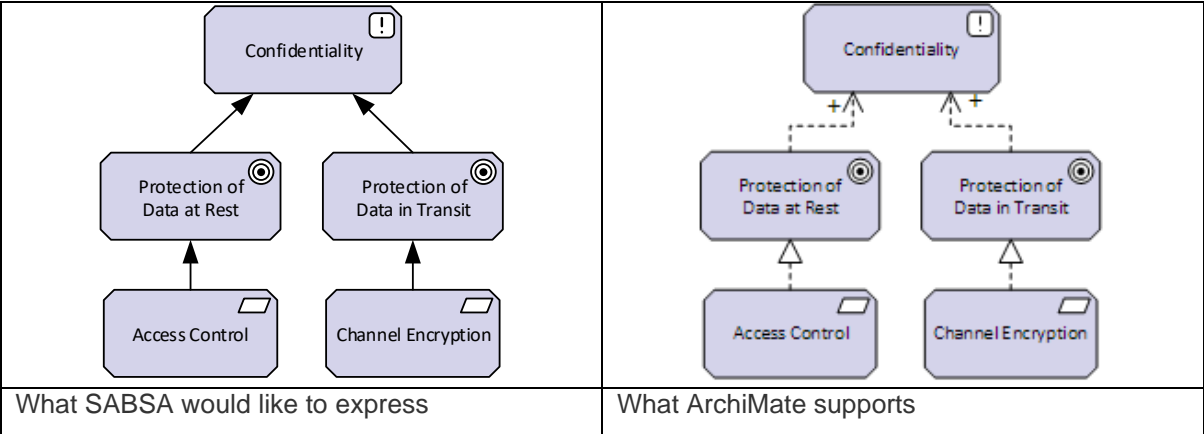 Confidentiality
Protection of
Data at Rest
Protection of
Data in Transit
Access Control
Channel Encryption
What SABSA would like to express
Confidentiality
+
+
Protection of
Data at Rest
Protection of
Data in Transit
Access Control
Channel Encryption
What ArchiMate supports